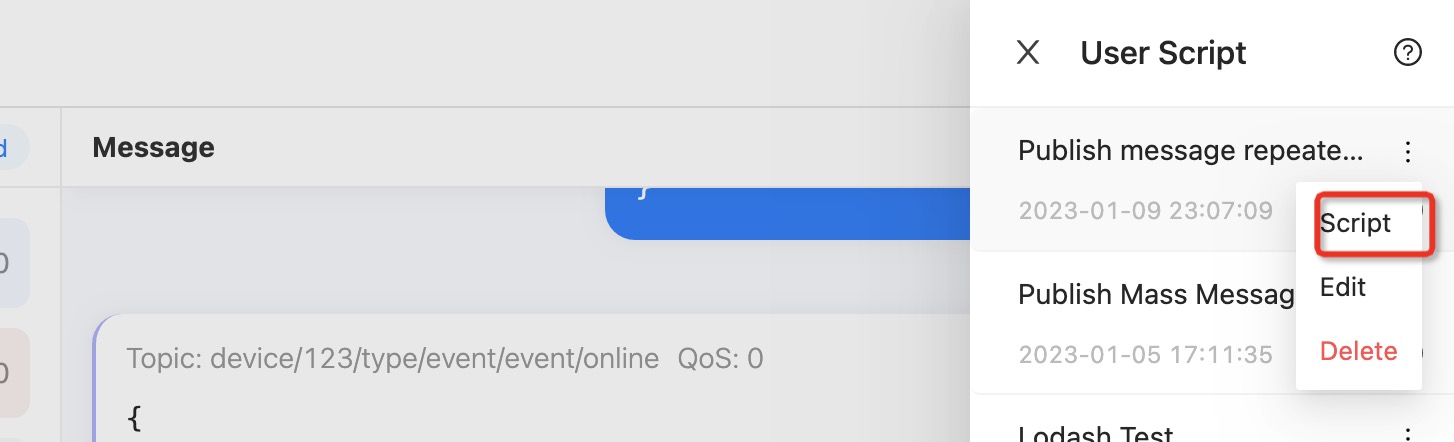 User Script
d
Message
}
Topic: device/123/type/event/event/online QoS: 0
{
0
0
Publish message repeate...
2023-01-09 23:07:09
Script
Edit
Delete
Publish Mass Messag
2023-01-05 17:11:35
Lodash Test